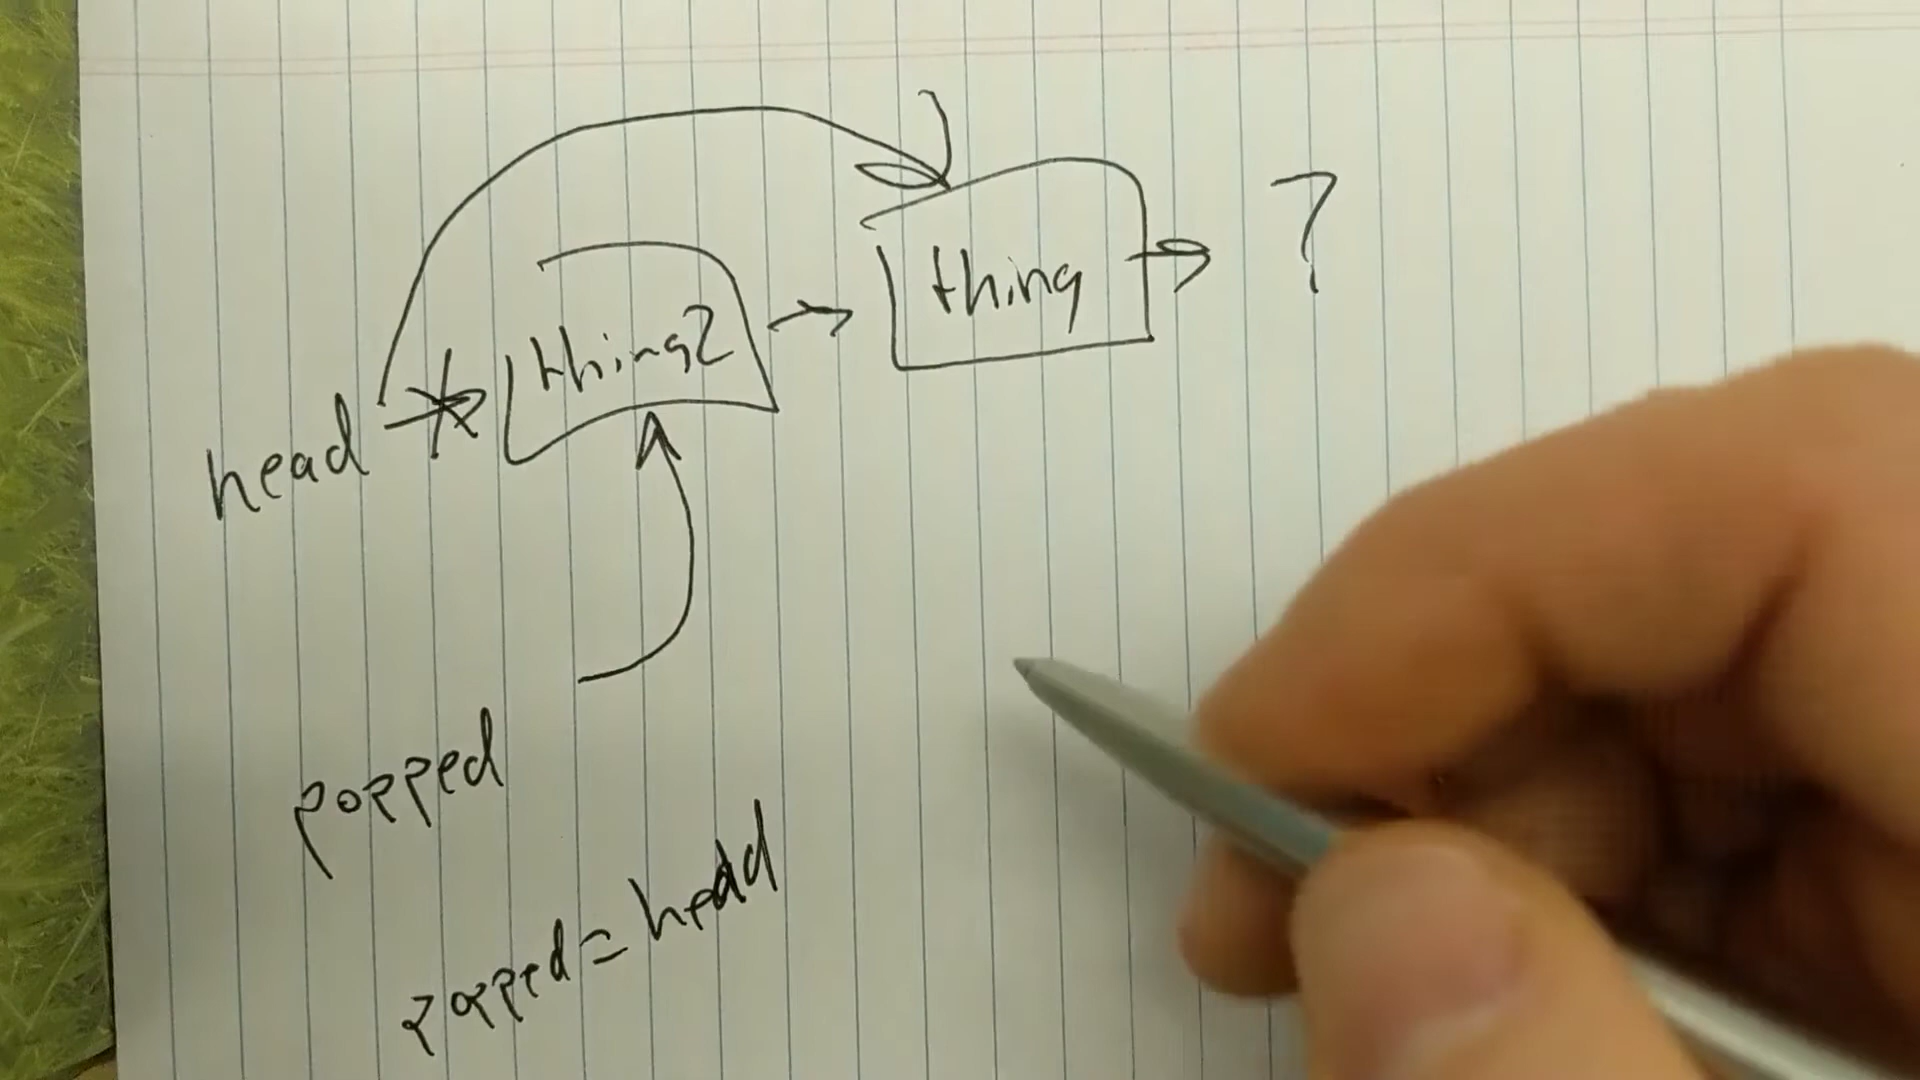 thing
?
thing2
head
popped
popped = head